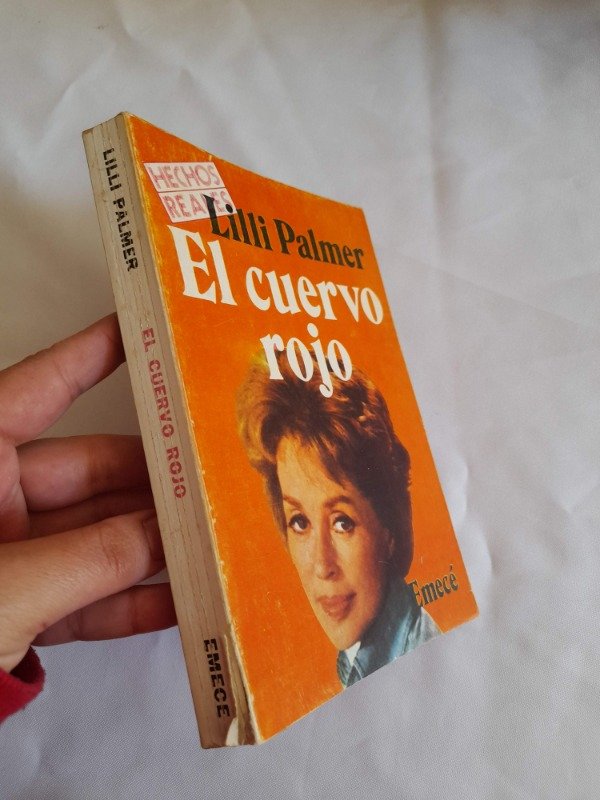 LILLI PALMER
EL CUERVO ROJO
EMECE
HECHOS
REALES
Lilli Palmer
El cuervo
rojo
Emecé